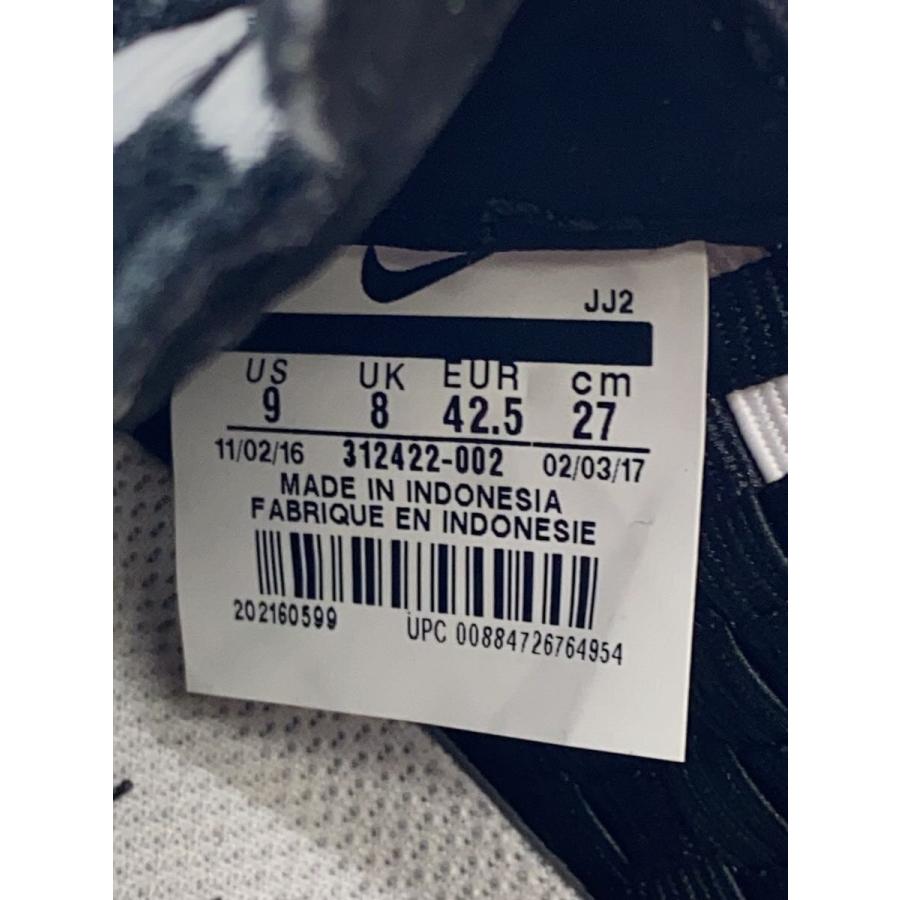 JJ2
US UK EUR cm
9 8 42.5 27
11/02/16 312422-002 02/03/17
MADE IN INDONESIA
FABRIQUE EN INDONESIE
202160599 UPC 00884726764954